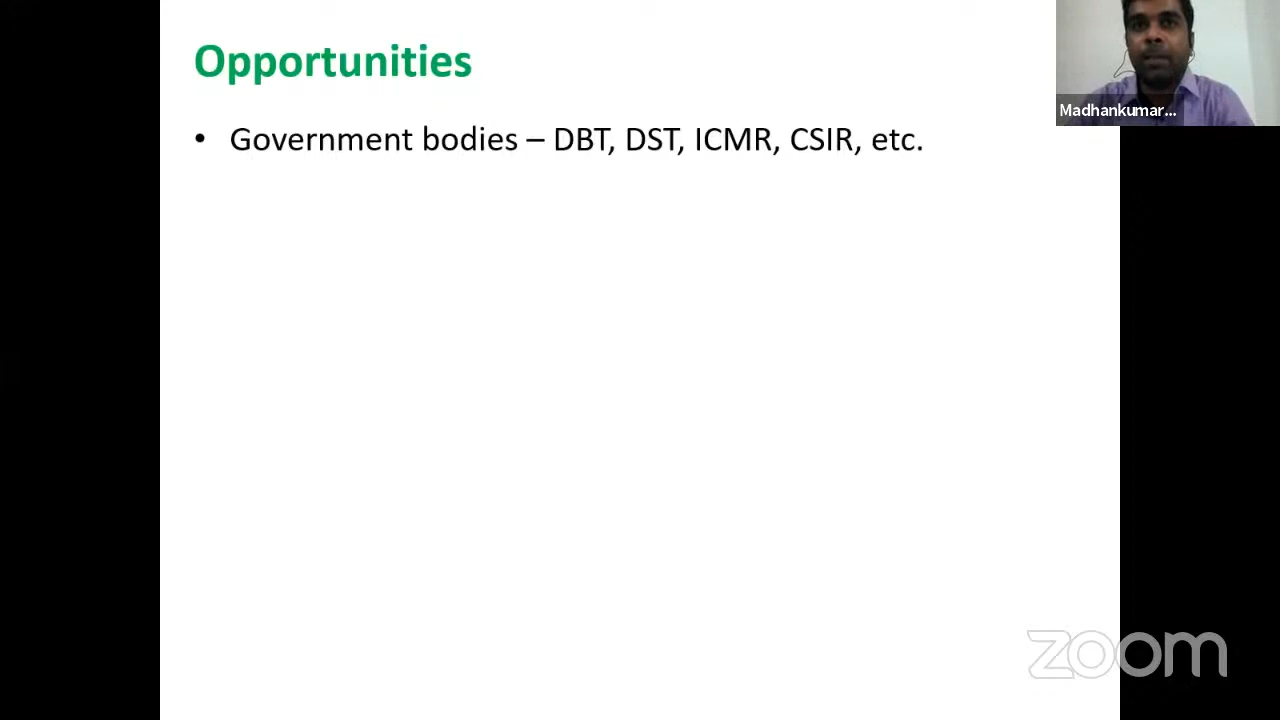 Opportunities
• Government bodies – DBT, DST, ICMR, CSIR, etc.
Madhankumar...
zoom